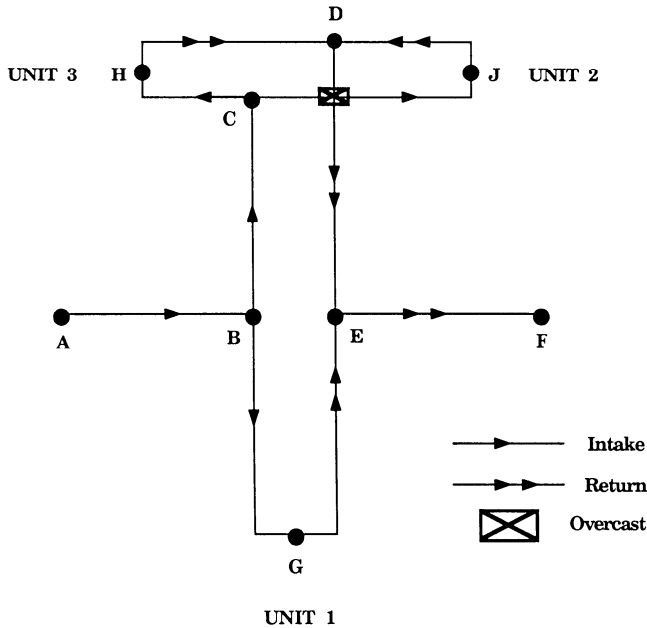 D
UNIT 3 H J UNIT 2
C
A B E F
Intake
Return
Overcast
G
UNIT 1